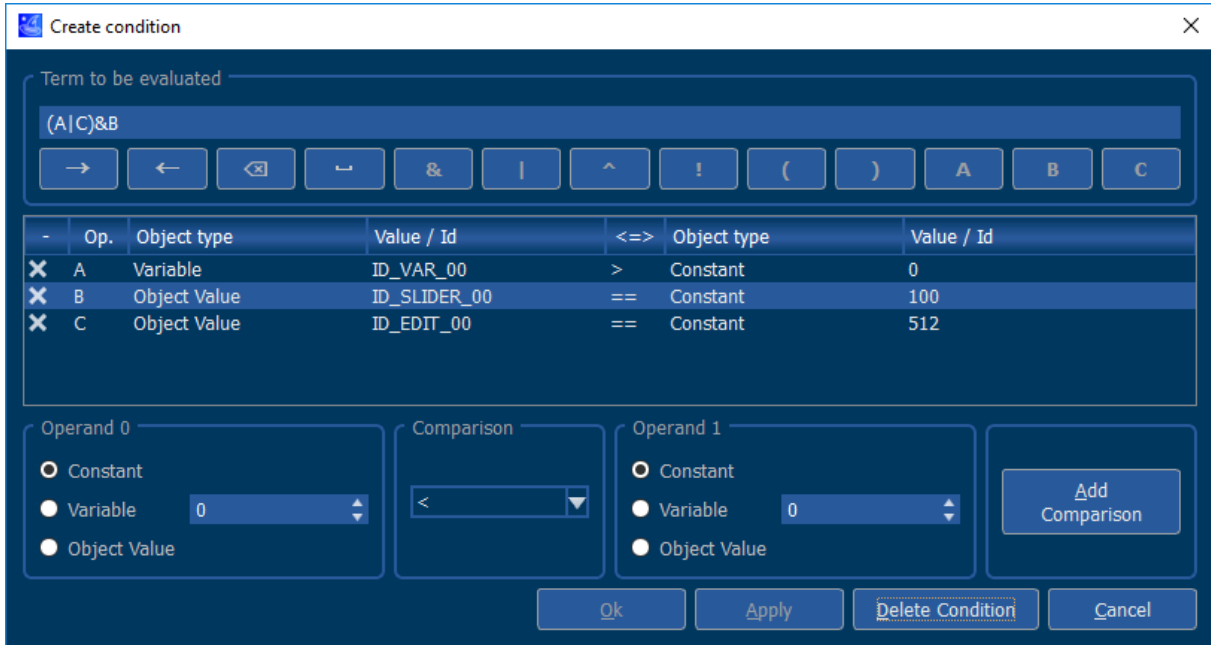 Create condition
Term to be evaluated
(A|C)&B
→ ← ⌫ ⎵ & | ^ ! ( ) A B C
- Op. Object type Value / Id <=> Object type Value / Id
A Variable ID_VAR_00 > Constant 0
B Object Value ID_SLIDER_00 == Constant 100
C Object Value ID_EDIT_00 == Constant 512
Operand 0 Comparison Operand 1
Constant Constant
Variable 0 < Variable 0 Add
Comparison
Object Value Object Value
Ok Apply Delete Condition Cancel